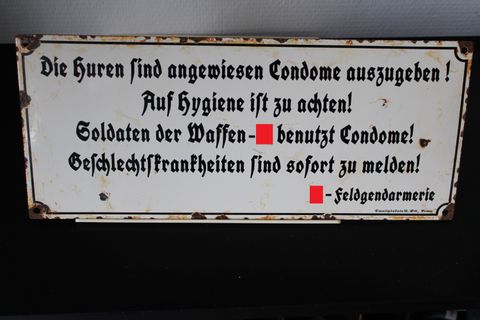 Die Huren sind angewiesen Condome auszugeben!
Auf Hygiene ist zu achten!
Soldaten der Waffen- benutzt Condome!
Geschlechtskrankheiten sind sofort zu melden!
-Feldgendarmerie